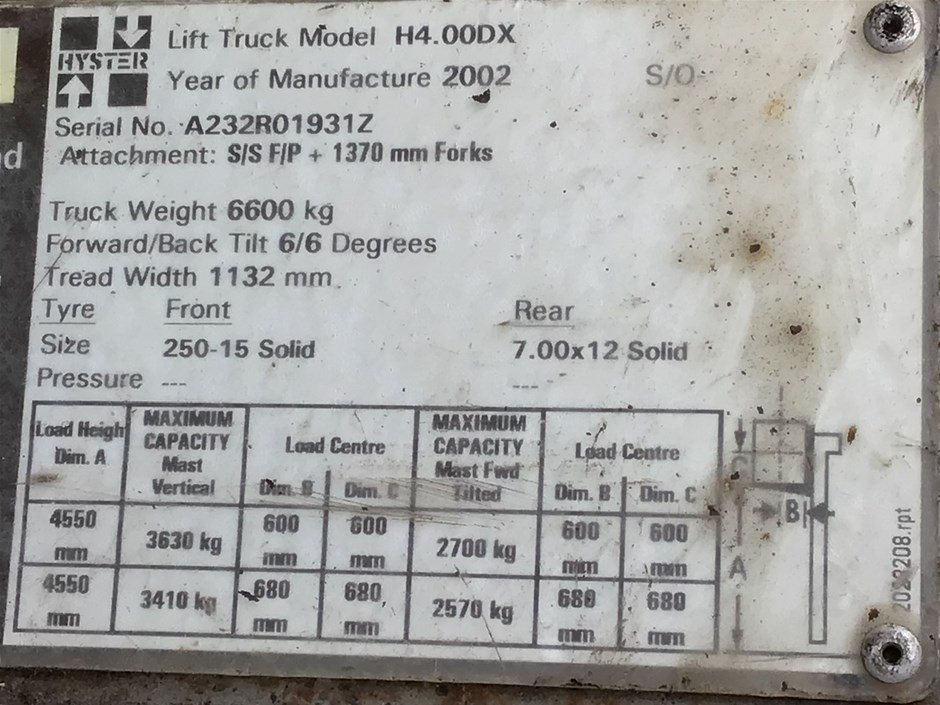 HYSTER
Lift Truck Model H4.00DX
Year of Manufacture 2002 S/O
Serial No. A232R01931Z
Attachment: S/S F/P + 1370 mm Forks
Truck Weight 6600 kg
Forward/Back Tilt 6/6 Degrees
Tread Width 1132 mm
Tyre Front Rear
Size 250-15 Solid 7.00x12 Solid
Pressure --- ---
Load Heigh Dim. A
MAXIMUM CAPACITY Mast Vertical
Load Centre
Dim. B Dim. C
MAXIMUM CAPACITY Mast Fwd Tilted
Load Centre
Dim. B Dim. C
4550 mm 3630 kg 600 mm 600 mm 2700 kg 600 mm 600 mm
4550 mm 3410 kg 680 mm 680 mm 2570 kg 680 mm 680 mm
C
B
A